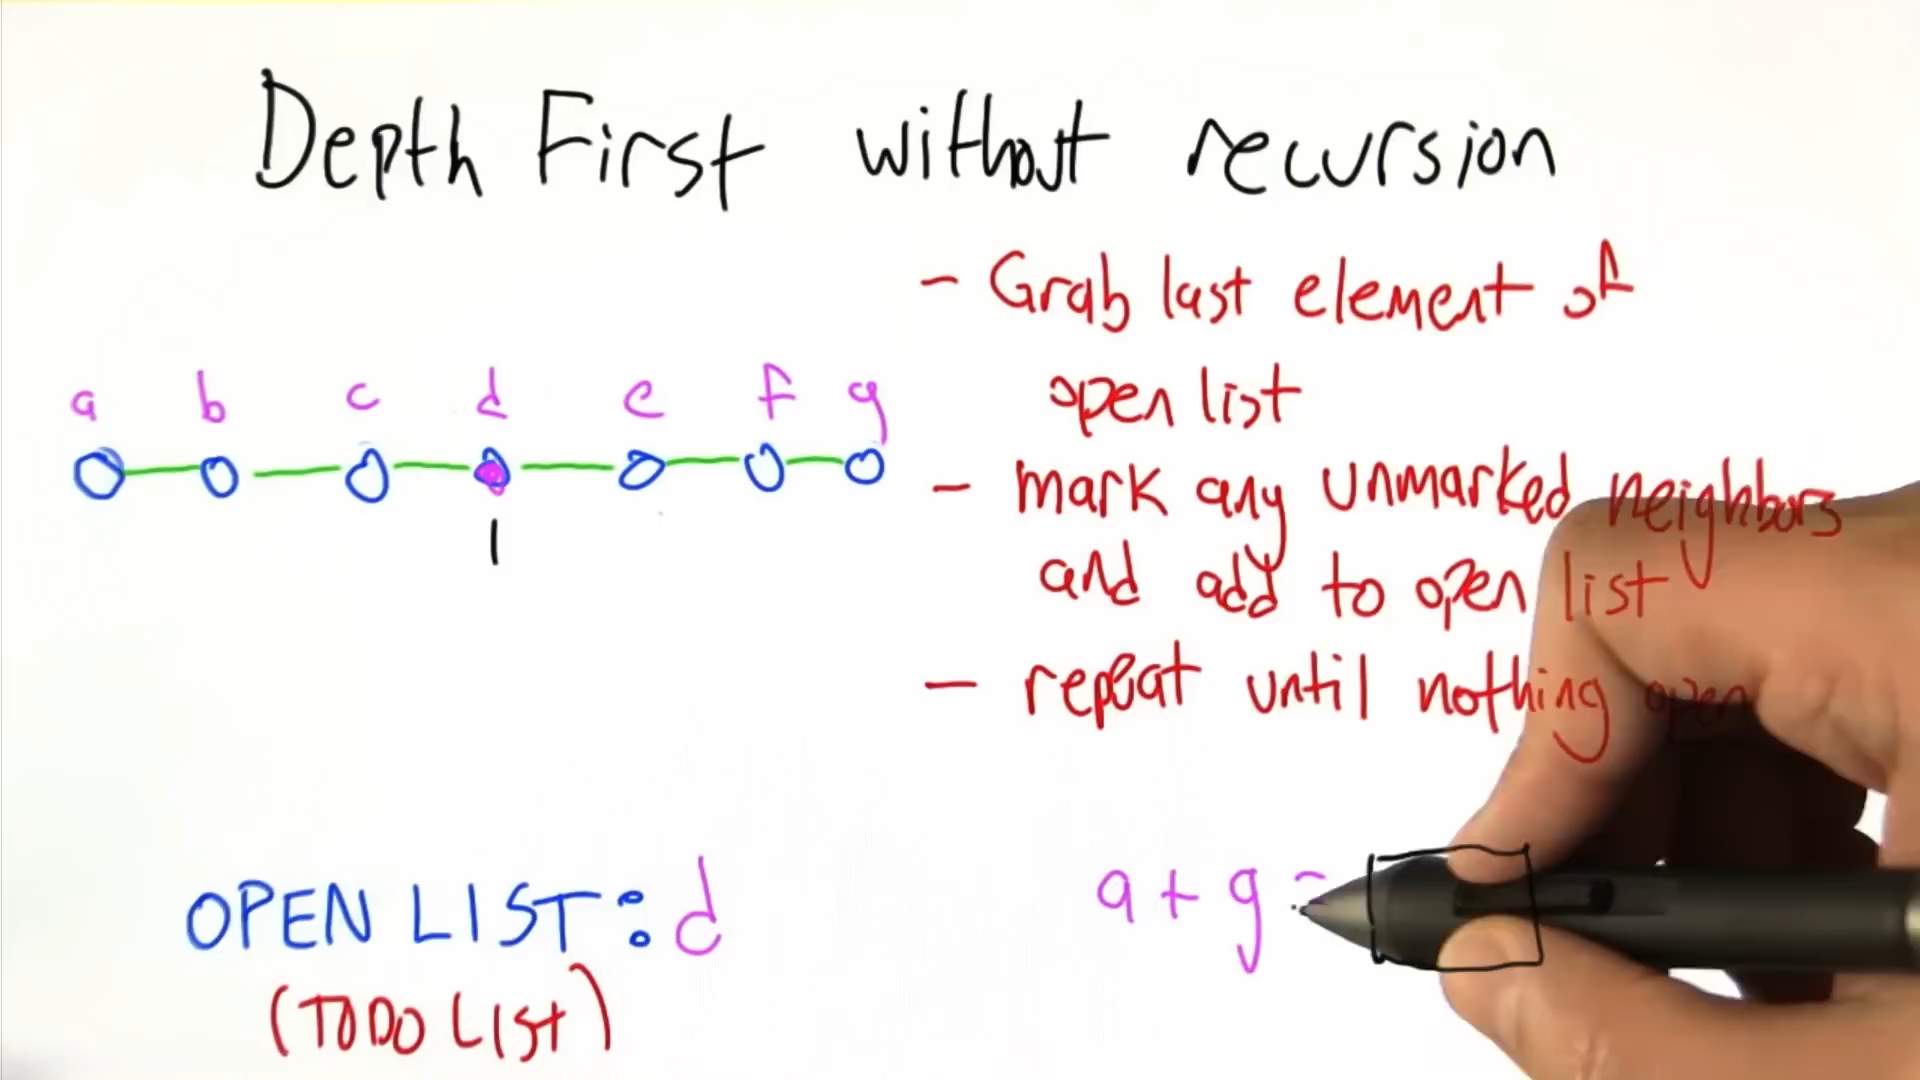 Depth First without recursion
- Grab last element of
open list
a b c d e f g
- mark any unmarked neighbors
and add to open list
1
- repeat until nothing open
OPEN LIST: d
a + g =
(TODO LIST)